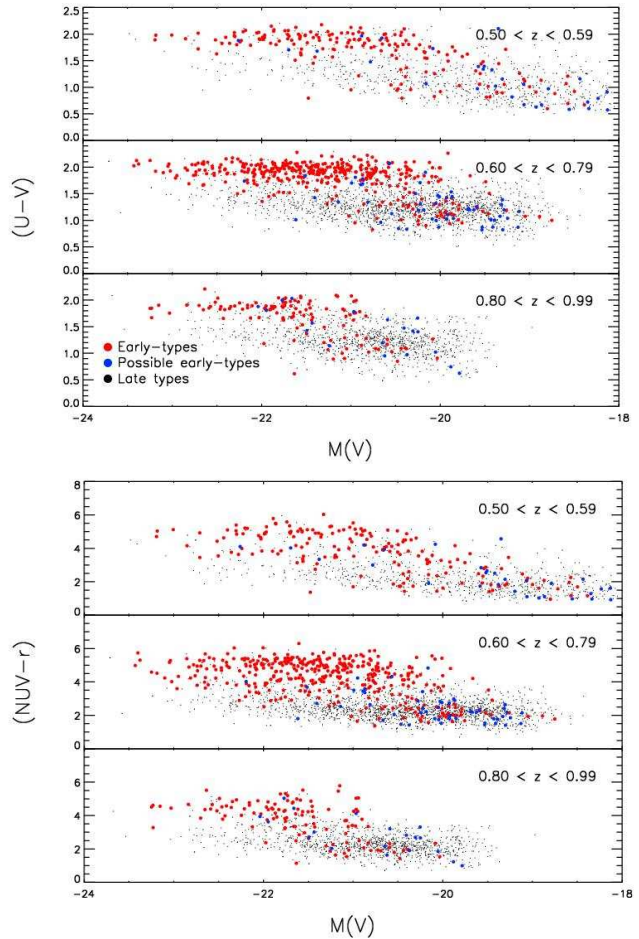 2.5
2.0
1.5
1.0
0.5
0.0
0.50 < z < 0.59
2.0
1.5
1.0
0.5
0.0
0.60 < z < 0.79
(U-V)
2.0
1.5
1.0
0.5
0.0
0.80 < z < 0.99
Early-types
Possible early-types
Late types
-24
-22
-20
-18
M(V)
8
6
4
2
0
0.50 < z < 0.59
6
4
2
0
0.60 < z < 0.79
(NUV-r)
6
4
2
0
0.80 < z < 0.99
-24
-22
-20
-18
M(V)